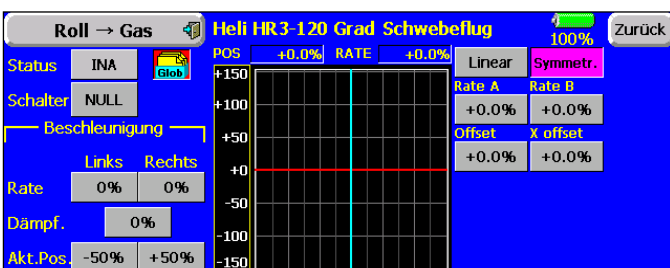 Roll → Gas Heli HR3-120 Grad Schwebeflug 100% Zurück
Status INA Glob
Schalter NULL
Beschleunigung
Links Rechts
Rate 0% 0%
Dämpf. 0%
Akt.Pos. -50% +50%
POS +0.0% RATE +0.0%
+150
+100
+50
+0
-50
-100
-150
Linear Symmetr.
Rate A Rate B
+0.0% +0.0%
Offset X offset
+0.0% +0.0%